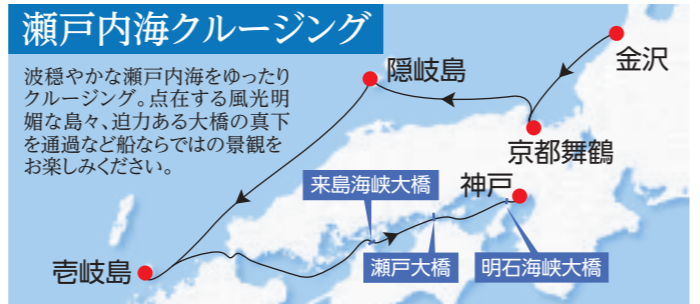 瀬戸内海クルージング
波穏やかな瀬戸内海をゆったり
クルージング。点在する風光明
媚な島々、迫力ある大橋の真下
を通過など船ならではの景観を
お楽しみください。
金沢
隠岐島
京都舞鶴
神戸
来島海峡大橋
瀬戸大橋
明石海峡大橋
壱岐島